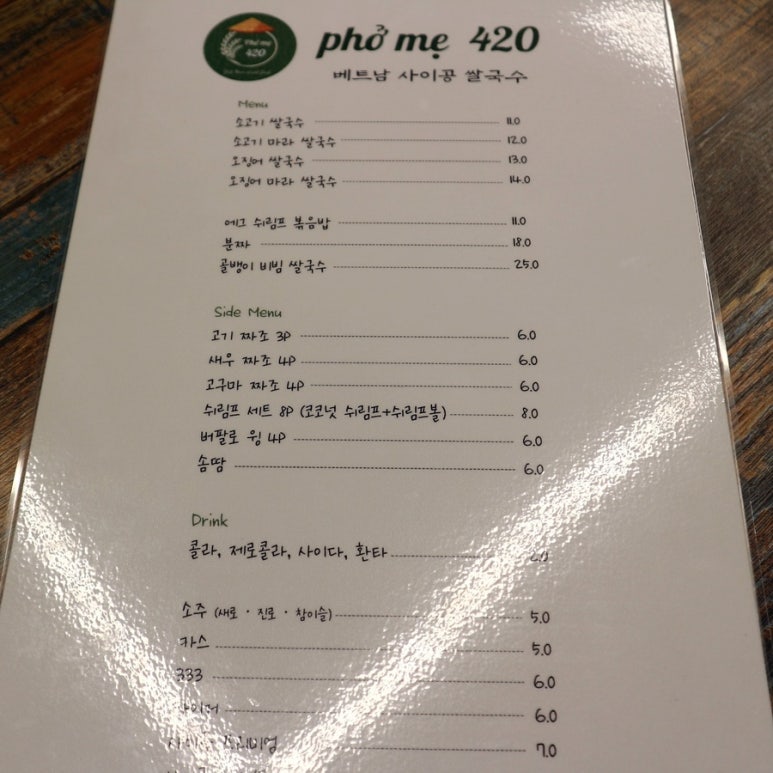 Phở mẹ
420
phở mẹ 420
베트남 사이공 쌀국수
Menu
소고기 쌀국수 11.0
소고기 마라 쌀국수 12.0
오징어 쌀국수 13.0
오징어 마라 쌀국수 14.0
에그 쉬림프 볶음밥 11.0
분짜 18.0
골뱅이 비빔 쌀국수 25.0
Side Menu
고기 짜조 3P 6.0
새우 짜조 4P 6.0
고구마 짜조 4P 6.0
쉬림프 세트 8P (코코넛 쉬림프+쉬림프볼) 8.0
버팔로 윙 4P 6.0
솜땀 6.0
Drink
콜라, 제로콜라, 사이다, 환타
소주 (새로 · 진로 · 참이슬) 5.0
카스 5.0
333 6.0
6.0
7.0